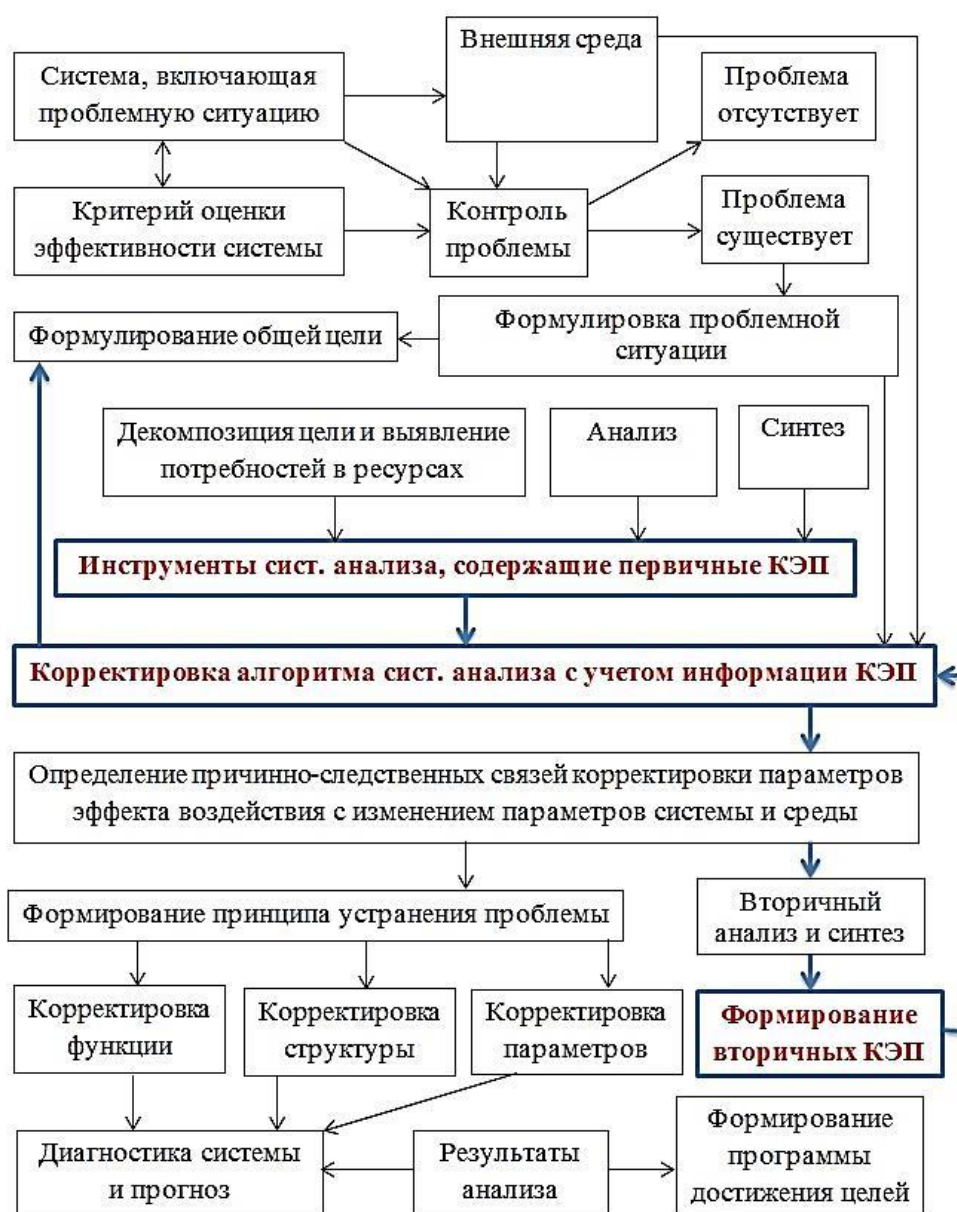 Внешняя среда
Система, включающая
проблемную ситуацию
Проблема
отсутствует
Критерий оценки
эффективности системы
Контроль
проблемы
Проблема
существует
Формулирование общей цели
Формулировка проблемной
ситуации
Декомпозиция цели и выявление
потребностей в ресурсах
Анализ
Синтез
Инструменты сист. анализа, содержащие первичные КЭП
Корректировка алгоритма сист. анализа с учетом информации КЭП
Определение причинно-следственных связей корректировки параметров
эффекта воздействия с изменением параметров системы и среды
Формирование принципа устранения проблемы
Вторичный
анализ и синтез
Корректировка
функции
Корректировка
структуры
Корректировка
параметров
Формирование
вторичных КЭП
Диагностика системы
и прогноз
Результаты
анализа
Формирование
программы
достижения целей